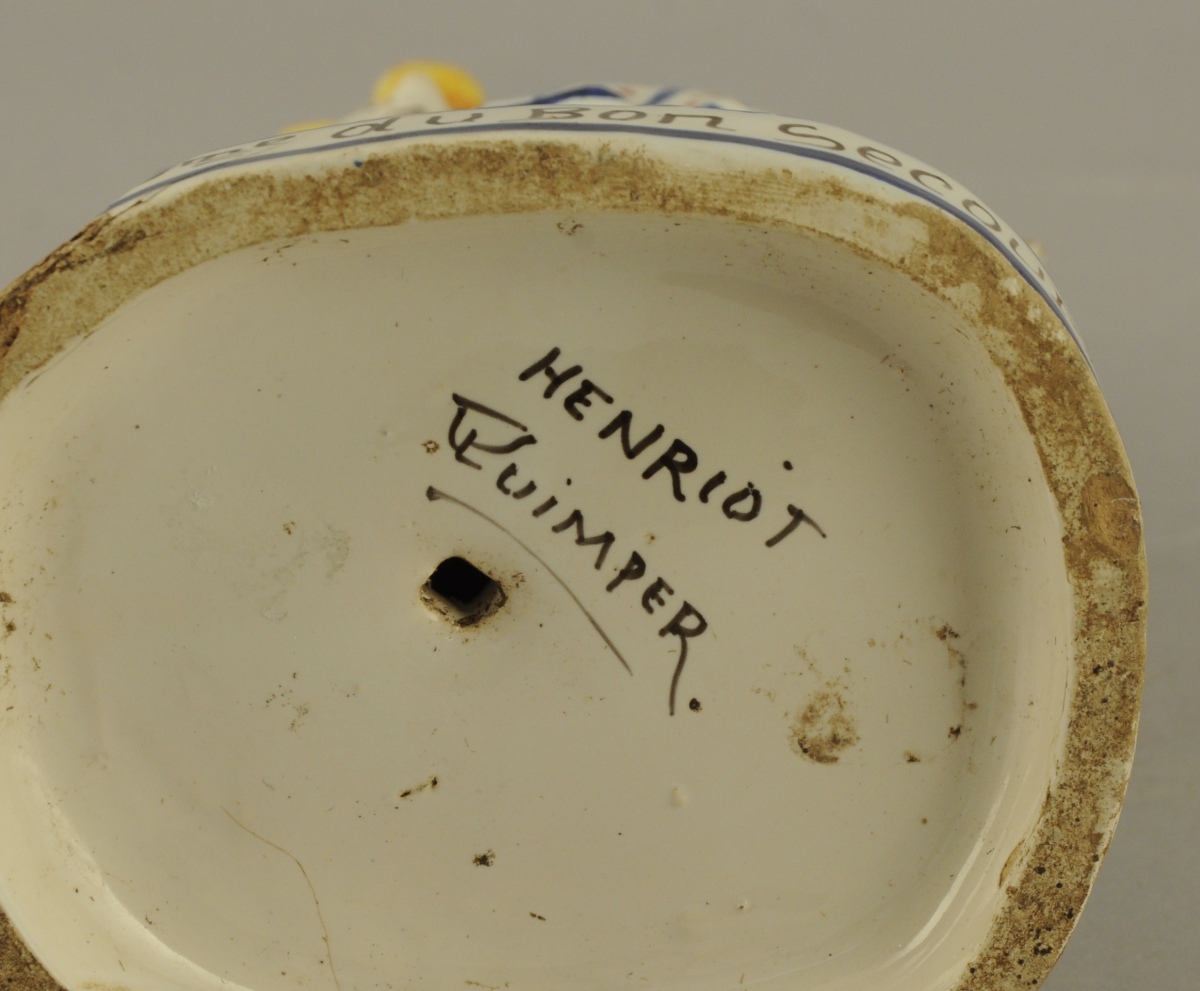 du Bon Secou
HENRIOT
QUIMPER.